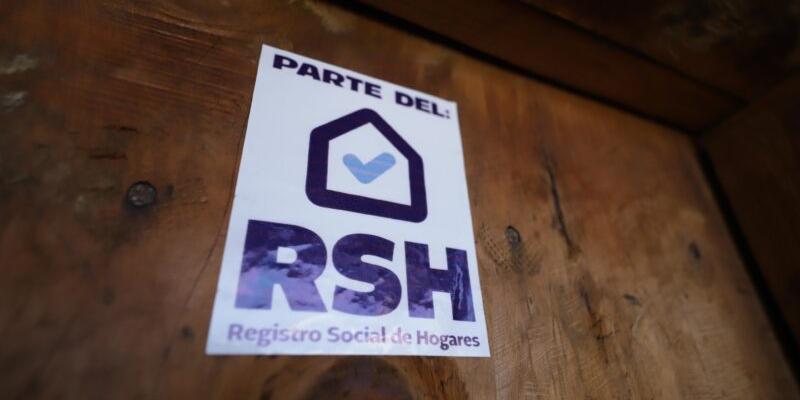 PARTE DEL:
RSH
Registro Social de Hogares